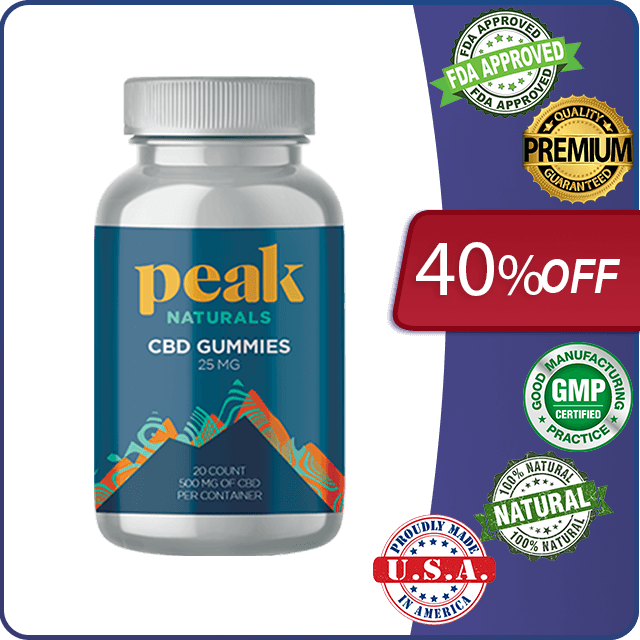 peak
NATURALS
CBD GUMMIES
25 MG
20 COUNT
500 MG OF CBD
PER CONTAINER
FDA APPROVED
FDA APPROVED
FDA APPROVED
QUALITY
PREMIUM
GUARANTEED
40%OFF
GOOD MANUFACTURING
GMP
CERTIFIED
PRACTICE
100% NATURAL
NATURAL
100% NATURAL
PROUDLY MADE
U.S.A.
IN AMERICA